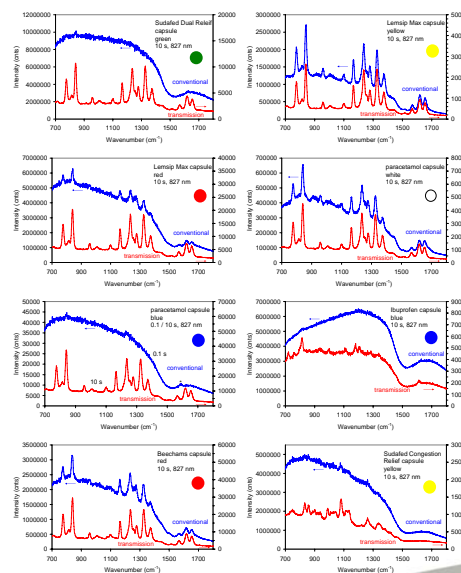 Sudafed Dual Releif
capsule
green
10 s, 827 nm
conventional
transmission
Intensity (cnts)
12000000
10000000
8000000
6000000
4000000
2000000
0
20000
15000
10000
5000
0
700 900 1100 1300 1500 1700
Wavenumber (cm-1)
Lemsip Max capsule
yellow
10 s, 827 nm
conventional
transmission
Intensity (cnts)
3000000
2500000
2000000
1500000
1000000
500000
0
700 900 1100 1300 1500 1700
Wavenumber (cm-1)
Lemsip Max capsule
red
10 s, 827 nm
conventional
transmission
Intensity (cnts)
7000000
6000000
5000000
4000000
3000000
2000000
1000000
0
40000
35000
30000
25000
20000
15000
10000
5000
0
700 900 1100 1300 1500 1700
Wavenumber (cm-1)
paracetamol capsule
white
10 s, 827 nm
conventional
transmission
Intensity (cnts)
7000000
6000000
5000000
4000000
3000000
2000000
1000000
0
700 900 1100 1300 1500 1700
Wavenumber (cm-1)
paracetamol capsule
blue
0.1 / 10 s, 827 nm
0.1 s
10 s
conventional
transmission
Intensity (cnts)
50000
45000
40000
35000
30000
25000
20000
15000
10000
5000
0
70000
60000
50000
40000
30000
20000
10000
0
700 900 1100 1300 1500 1700
Wavenumber (cm-1)
Ibuprofen capsule
blue
10 s, 827 nm
conventional
transmission
Intensity (cnts)
7000000
6000000
5000000
4000000
3000000
2000000
1000000
0
700 900 1100 1300 1500 1700
Wavenumber (cm-1)
Beechams capsule
red
10 s, 827 nm
conventional
transmission
Intensity (cnts)
3500000
3000000
2500000
2000000
1500000
1000000
500000
0
60000
50000
40000
30000
20000
10000
0
700 900 1100 1300 1500 1700
Wavenumber (cm-1)
Sudafed Congestion
Relief capsule
yellow
10 s, 827 nm
conventional
transmission
Intensity (cnts)
5000000
4000000
3000000
2000000
1000000
0
700 900 1100 1300 1500 1700
Wavenumber (cm-1)